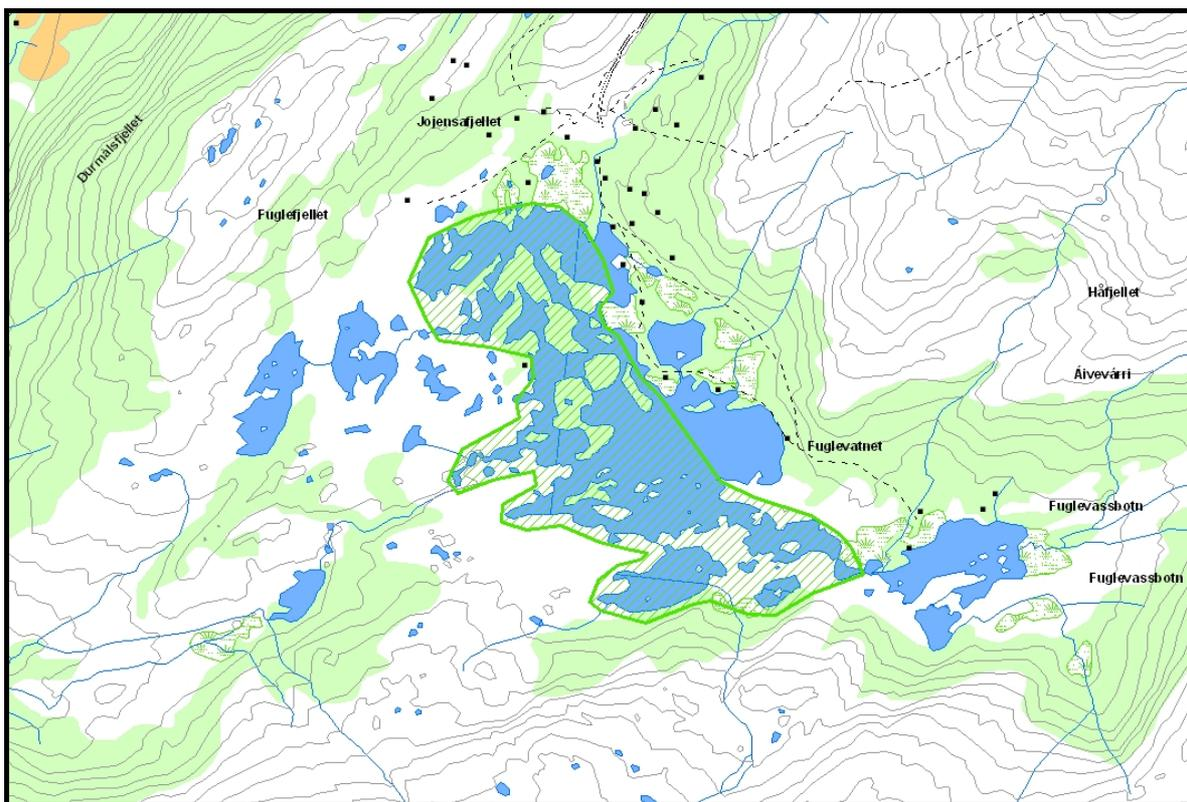 Jojensafjellet
Durmålsfjellet
Fuglefjellet
Håfjellet
Áivevárri
Fuglevatnet
Fuglevassbotn
Fuglevassbotn